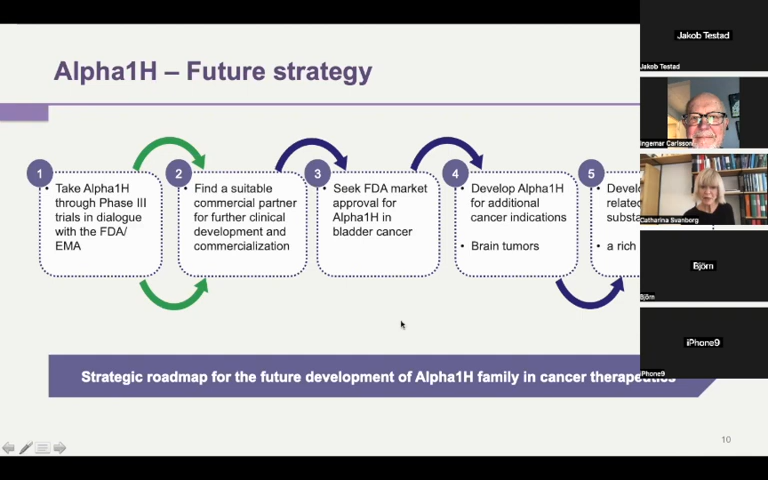 Alpha1H – Future strategy
1
• Take Alpha1H
through Phase III
trials in dialogue
with the FDA/
EMA
2
• Find a suitable
commercial partner
for further clinical
development and
commercialization
3
• Seek FDA market
approval for
Alpha1H in
bladder cancer
4
• Develop Alpha1H
for additional
cancer indications
• Brain tumors
5
• Develo
related
substa
• a rich
Strategic roadmap for the future development of Alpha1H family in cancer therapeutics
10
Jakob Testad
Jakob Testad
Ingemar Carlsson
Catharina Svanborg
Björn
Björn
iPhone9
iPhone9